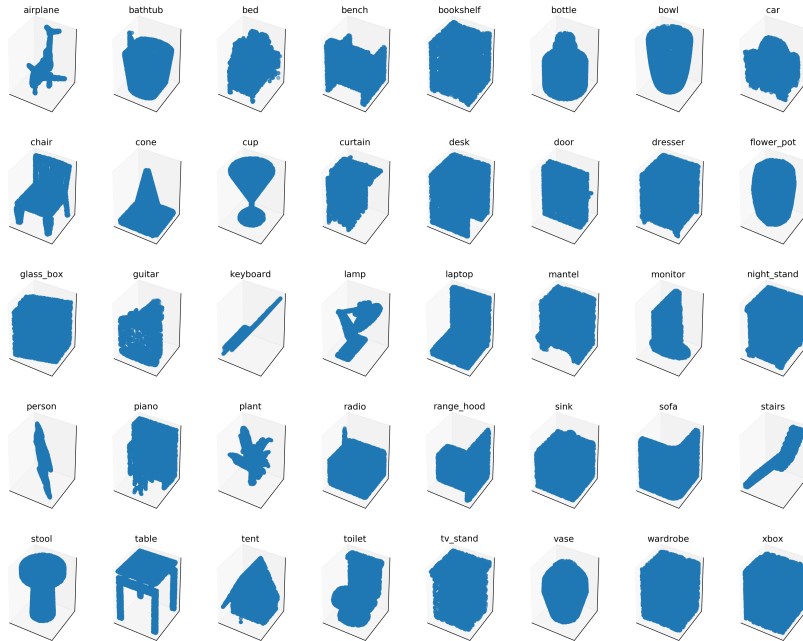 airplane bathtub bed bench bookshelf bottle bowl car
chair cone cup curtain desk door dresser flower_pot
glass_box guitar keyboard lamp laptop mantel monitor night_stand
person piano plant radio range_hood sink sofa stairs
stool table tent toilet tv_stand vase wardrobe xbox